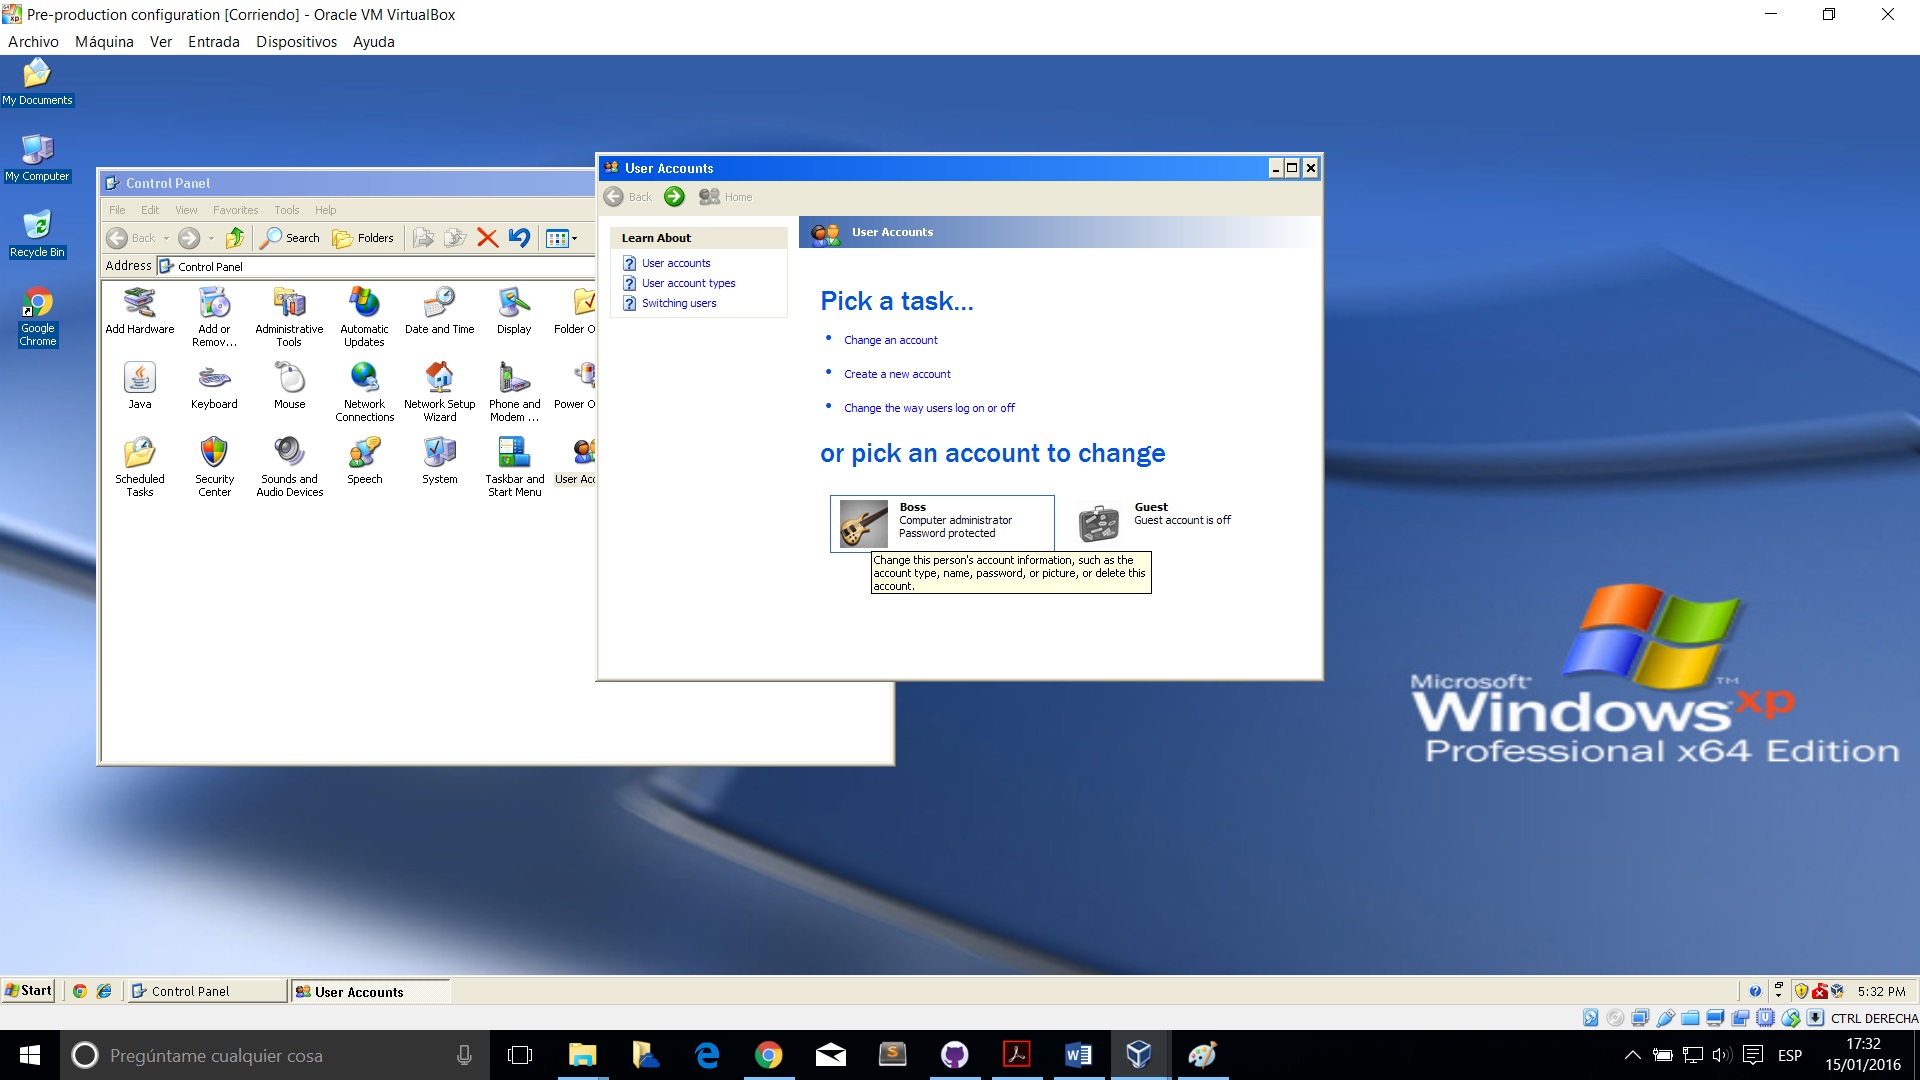 Pre-production configuration [Corriendo] - Oracle VM VirtualBox
Archivo Máquina Ver Entrada Dispositivos Ayuda
My Documents
My Computer
Recycle Bin
Google
Chrome
Control Panel
File Edit View Favorites Tools Help
Back Search Folders
Address Control Panel
Add Hardware
Add or
Remov...
Administrative
Tools
Automatic
Updates
Date and Time
Display
Folder O
Java
Keyboard
Mouse
Network
Connections
Network Setup
Wizard
Phone and
Modem ...
Power O
Scheduled
Tasks
Security
Center
Sounds and
Audio Devices
Speech
System
Taskbar and
Start Menu
User Acc
User Accounts
Back Home
Learn About
User accounts
User account types
Switching users
User Accounts
Pick a task...
Change an account
Create a new account
Change the way users log on or off
or pick an account to change
Boss
Computer administrator
Password protected
Guest
Guest account is off
Change this person's account information, such as the
account type, name, password, or picture, or delete this
account.
Microsoft
Windows xp TM
Professional x64 Edition
Start Control Panel User Accounts 5:32 PM
CTRL DERECHA
Pregúntame cualquier cosa
ESP
17:32
15/01/2016